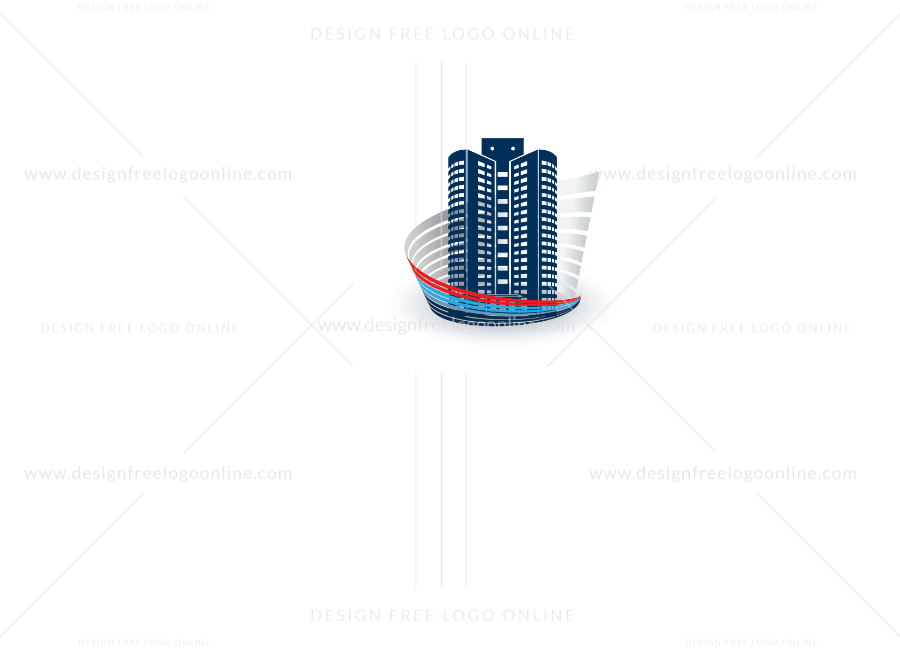 DESIGN FREE LOGO ONLINE DESIGN FREE LOGO ONLINE
DESIGN FREE LOGO ONLINE
www.designfreelogoonline.com www.designfreelogoonline.com
DESIGN FREE LOGO ONLINE www.designfreelogoonline.com DESIGN FREE LOGO ONLINE
www.designfreelogoonline.com www.designfreelogoonline.com
DESIGN FREE LOGO ONLINE
DESIGN FREE LOGO ONLINE DESIGN FREE LOGO ONLINE